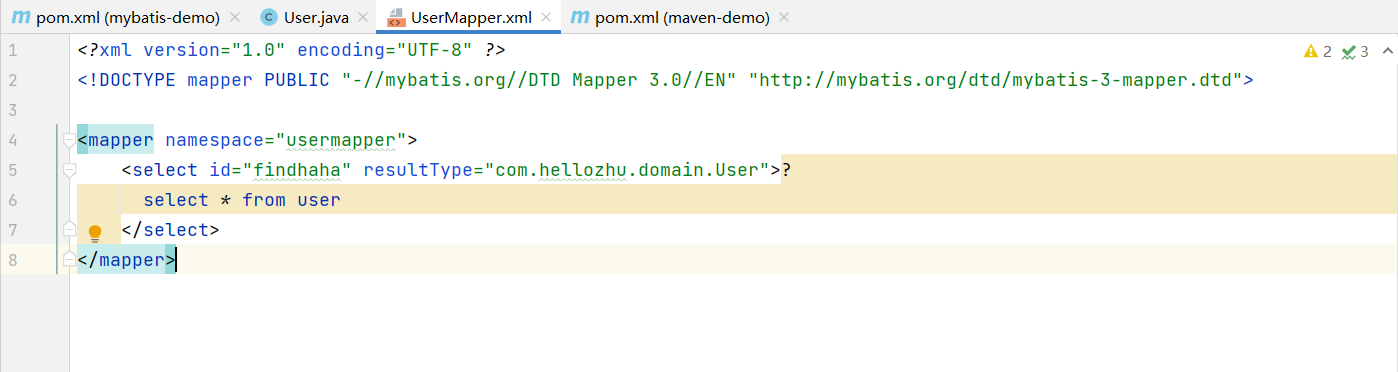 pom.xml (mybatis-demo) User.java UserMapper.xml pom.xml (maven-demo)
1 <?xml version="1.0" encoding="UTF-8" ?> 2 3
2 <!DOCTYPE mapper PUBLIC "-//mybatis.org//DTD Mapper 3.0//EN" "http://mybatis.org/dtd/mybatis-3-mapper.dtd">
3
4 <mapper namespace="usermapper">
5 <select id="findhaha" resultType="com.hellozhu.domain.User">?
6 select * from user
7 </select>
8 </mapper>